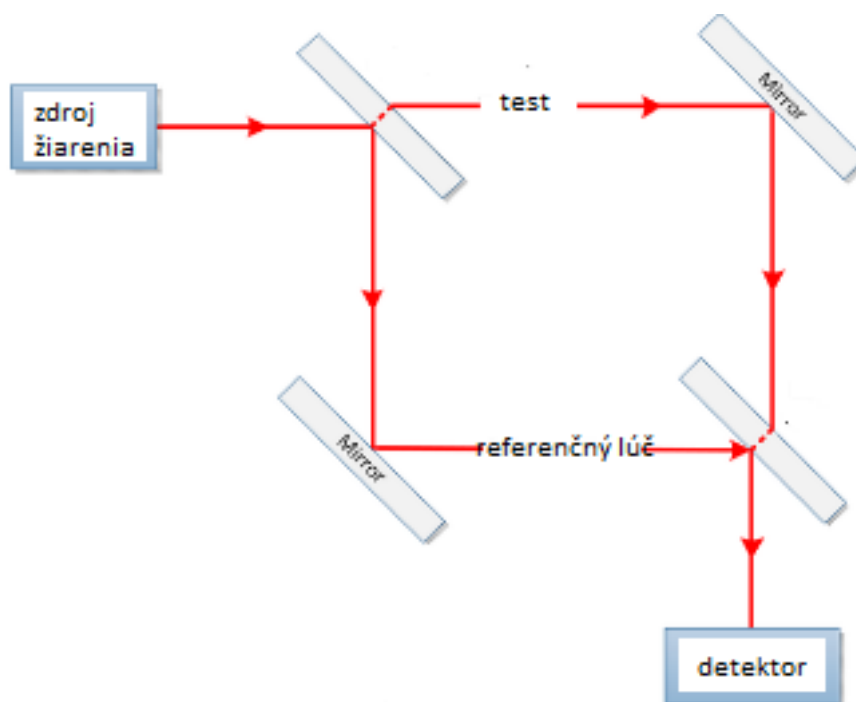 zdroj
žiarenia
test
Mirror
Mirror
referenčný lúč
detektor